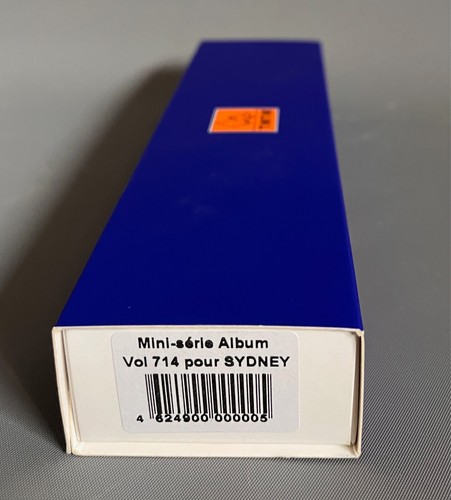 Mini-série Album
Vol 714 pour SYDNEY
4 624900 000005